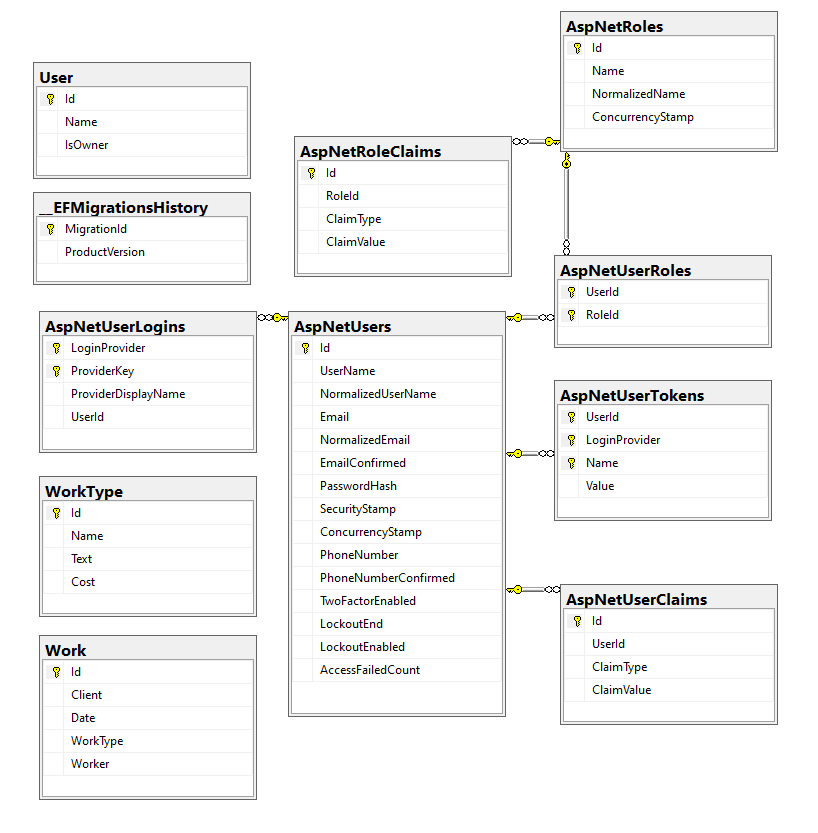 User
Id
Name
IsOwner
__EFMigrationsHistory
MigrationId
ProductVersion
AspNetRoles
Id
Name
NormalizedName
ConcurrencyStamp
AspNetRoleClaims
Id
RoleId
ClaimType
ClaimValue
AspNetUserRoles
UserId
RoleId
AspNetUserLogins
LoginProvider
ProviderKey
ProviderDisplayName
UserId
AspNetUsers
Id
UserName
NormalizedUserName
Email
NormalizedEmail
EmailConfirmed
PasswordHash
SecurityStamp
ConcurrencyStamp
PhoneNumber
PhoneNumberConfirmed
TwoFactorEnabled
LockoutEnd
LockoutEnabled
AccessFailedCount
AspNetUserTokens
UserId
LoginProvider
Name
Value
WorkType
Id
Name
Text
Cost
AspNetUserClaims
Id
UserId
ClaimType
ClaimValue
Work
Id
Client
Date
WorkType
Worker